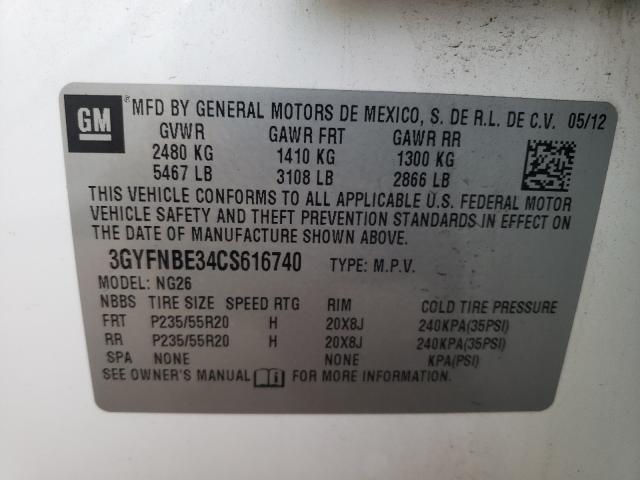 GM ® MFD BY GENERAL MOTORS DE MEXICO, S. DE R.L. DE C.V. 05/12
GVWR GAWR FRT GAWR RR
2480 KG 1410 KG 1300 KG
5467 LB 3108 LB 2866 LB
THIS VEHICLE CONFORMS TO ALL APPLICABLE U.S. FEDERAL MOTOR
VEHICLE SAFETY AND THEFT PREVENTION STANDARDS IN EFFECT ON
THE DATE OF MANUFACTURE SHOWN ABOVE.
3GYFNBE34CS616740 TYPE: M.P.V.
MODEL: NG26
NBBS TIRE SIZE SPEED RTG RIM COLD TIRE PRESSURE
FRT P235/55R20 H 20X8J 240KPA(35PSI)
RR P235/55R20 H 20X8J 240KPA(35PSI)
SPA NONE NONE KPA(PSI)
SEE OWNER'S MANUAL FOR MORE INFORMATION.